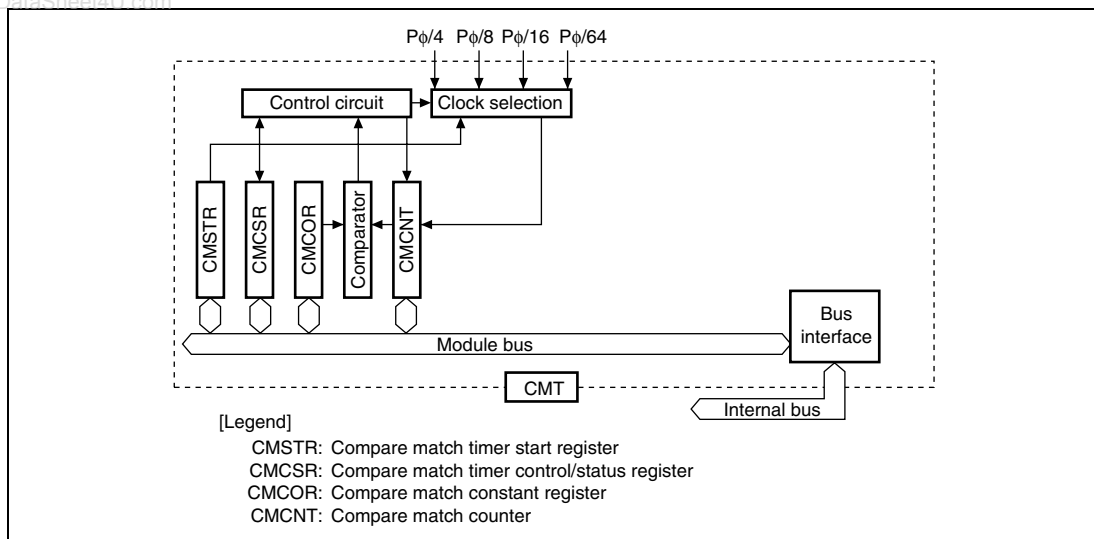 DataSheet4U.com
Pϕ/4 Pϕ/8 Pϕ/16 Pϕ/64
Control circuit
Clock selection
CMSTR
CMCSR
CMCOR
Comparator
CMCNT
Bus
interface
Module bus
CMT
Internal bus
[Legend]
CMSTR: Compare match timer start register
CMCSR: Compare match timer control/status register
CMCOR: Compare match constant register
CMCNT: Compare match counter